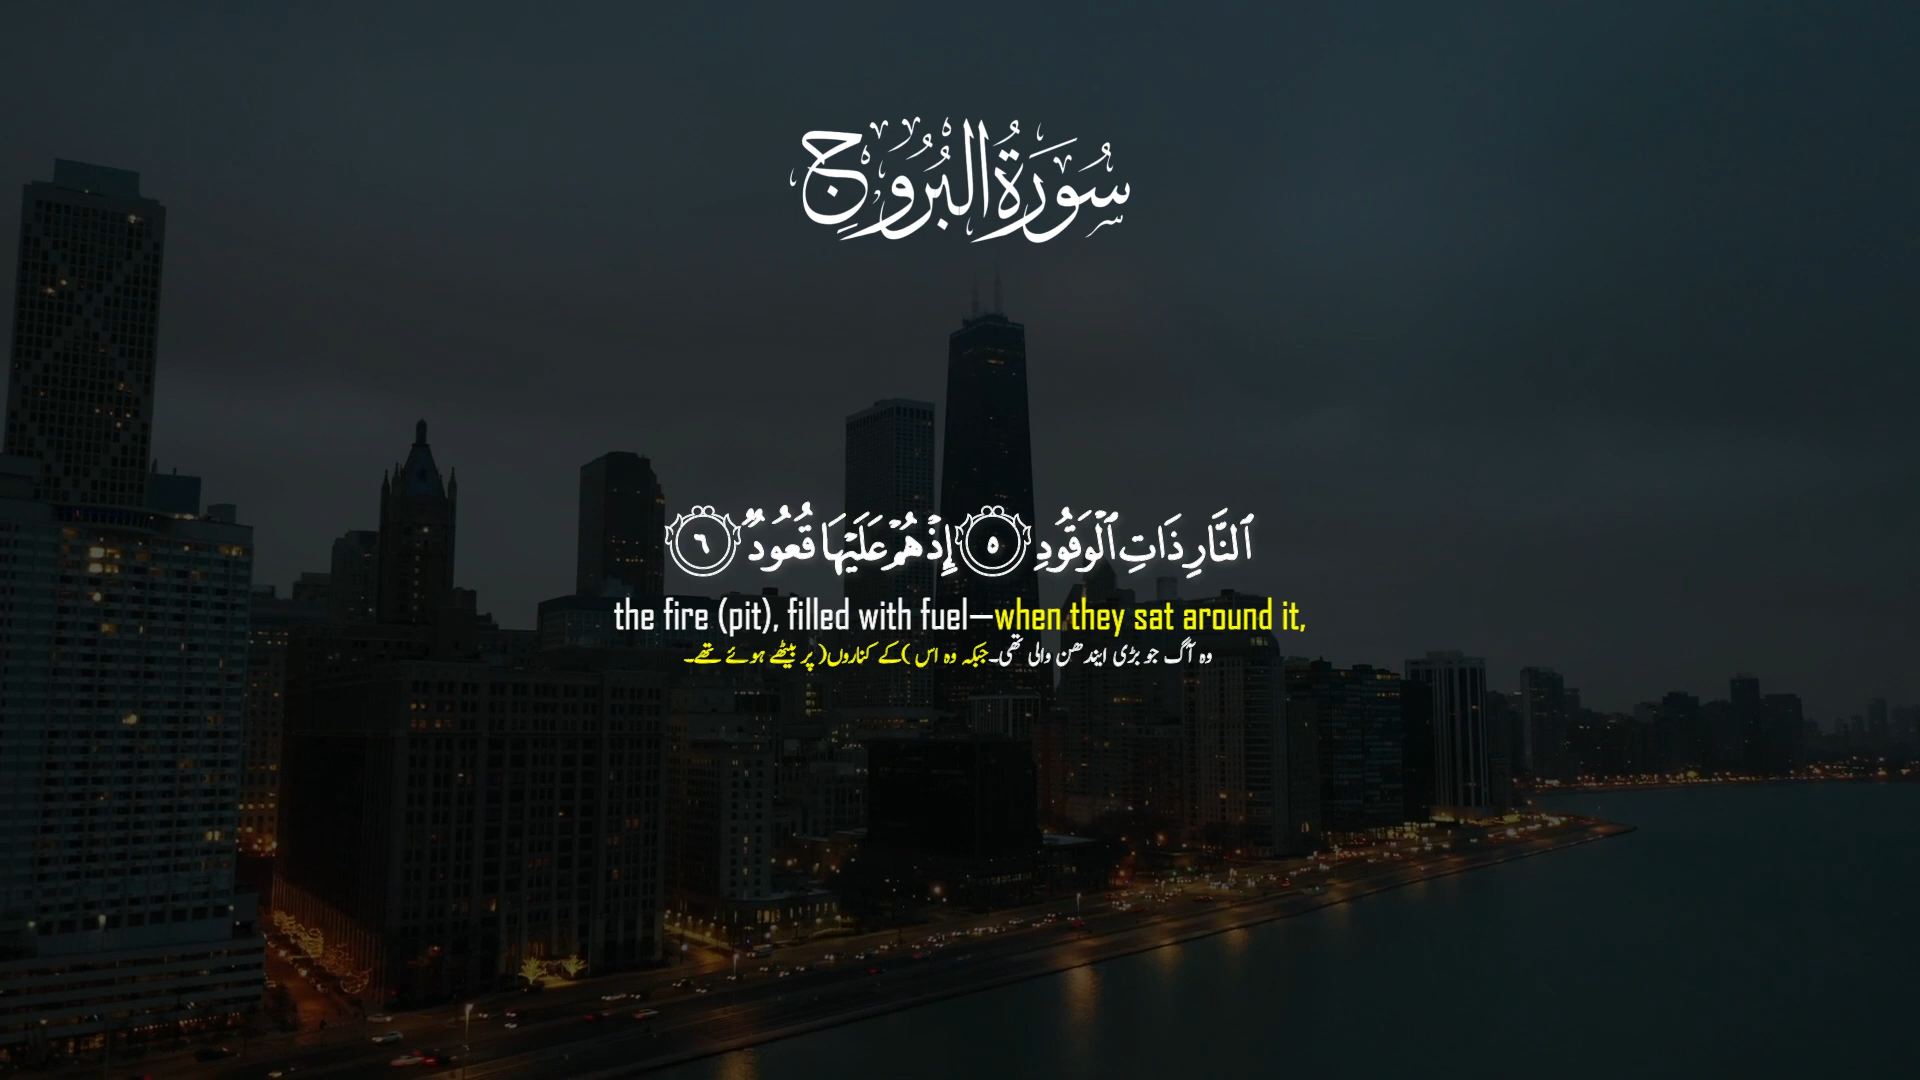 سُورَةُ البُرُوجِ
ٱلنَّارِ ذَاتِ ٱلْوَقُودِ ٥ إِذْ هُمْ عَلَيْهَا قُعُودٌ ٦
the fire (pit), filled with fuel—when they sat around it,
وہ آگ جو بڑی ایندھن والی تھی۔جبکہ وہ اس )کے کناروں( پر بیٹھے ہوئے تھے۔